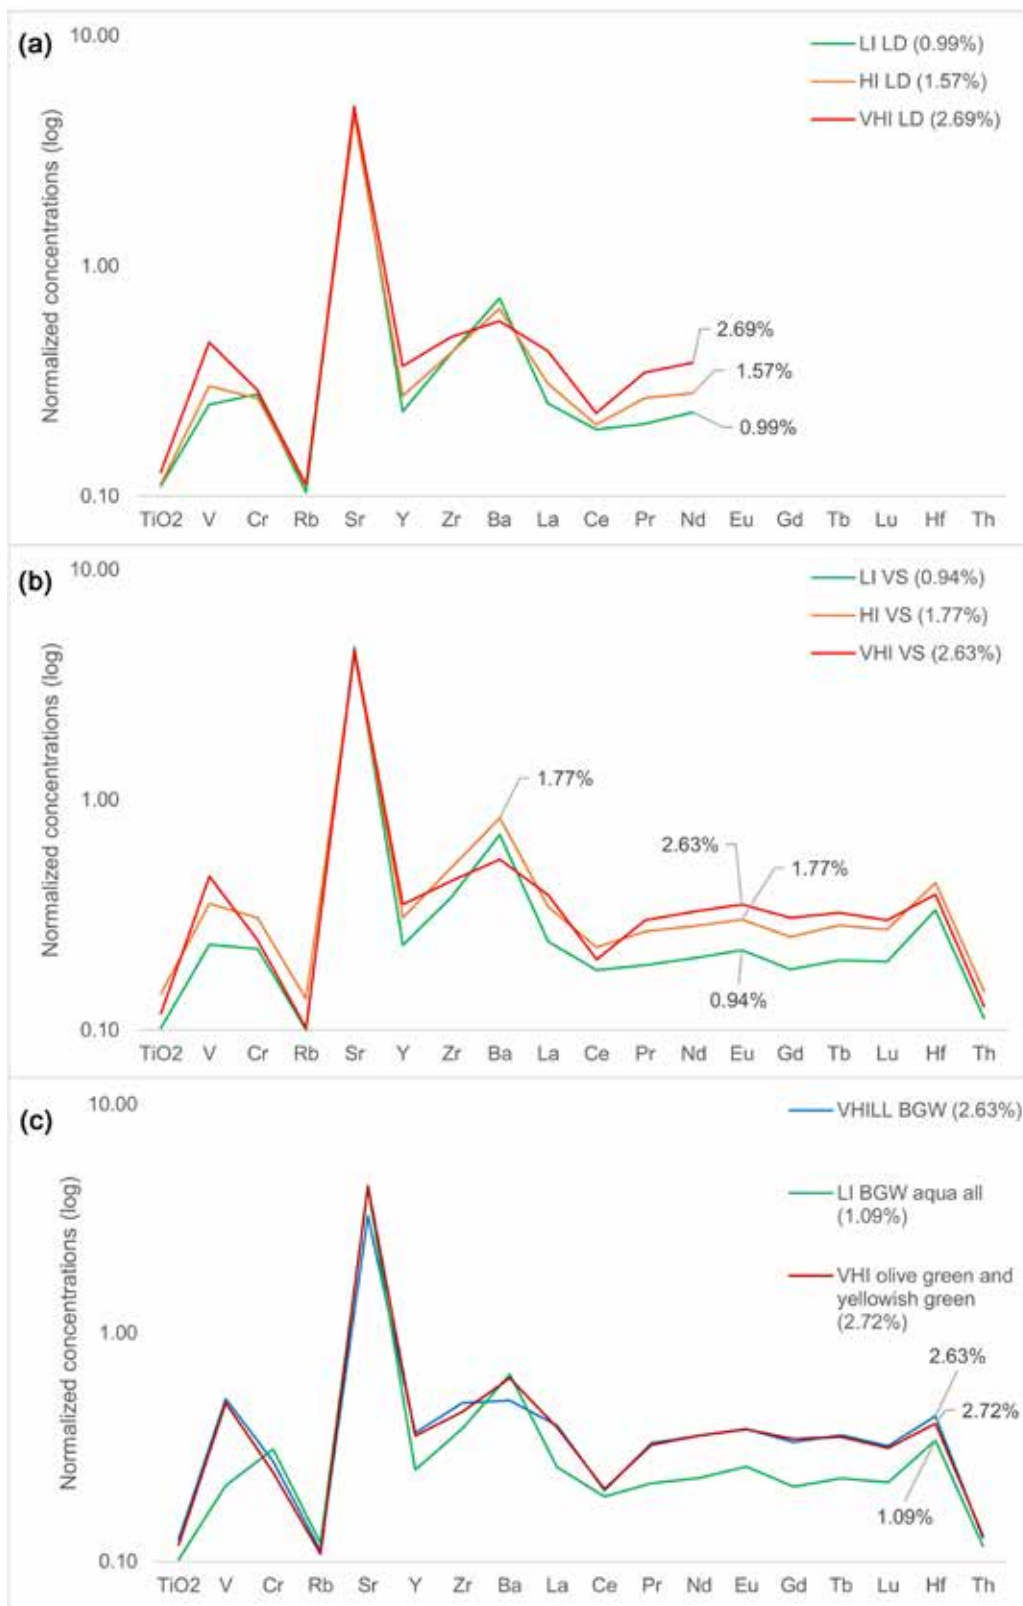 (a)
10.00
1.00
0.10
Normalized concentrations (log)
LI LD (0.99%)
HI LD (1.57%)
VHI LD (2.69%)
2.69%
1.57%
0.99%
TiO2 V Cr Rb Sr Y Zr Ba La Ce Pr Nd Eu Gd Tb Lu Hf Th
(b)
10.00
1.00
0.10
Normalized concentrations (log)
LI VS (0.94%)
HI VS (1.77%)
VHI VS (2.63%)
1.77%
2.63%
1.77%
0.94%
TiO2 V Cr Rb Sr Y Zr Ba La Ce Pr Nd Eu Gd Tb Lu Hf Th
(c)
10.00
1.00
0.10
Normalized concentrations (log)
VHILL BGW (2.63%)
LI BGW aqua all
(1.09%)
VHI olive green and
yellowish green
(2.72%)
2.63%
2.72%
1.09%
TiO2 V Cr Rb Sr Y Zr Ba La Ce Pr Nd Eu Gd Tb Lu Hf Th